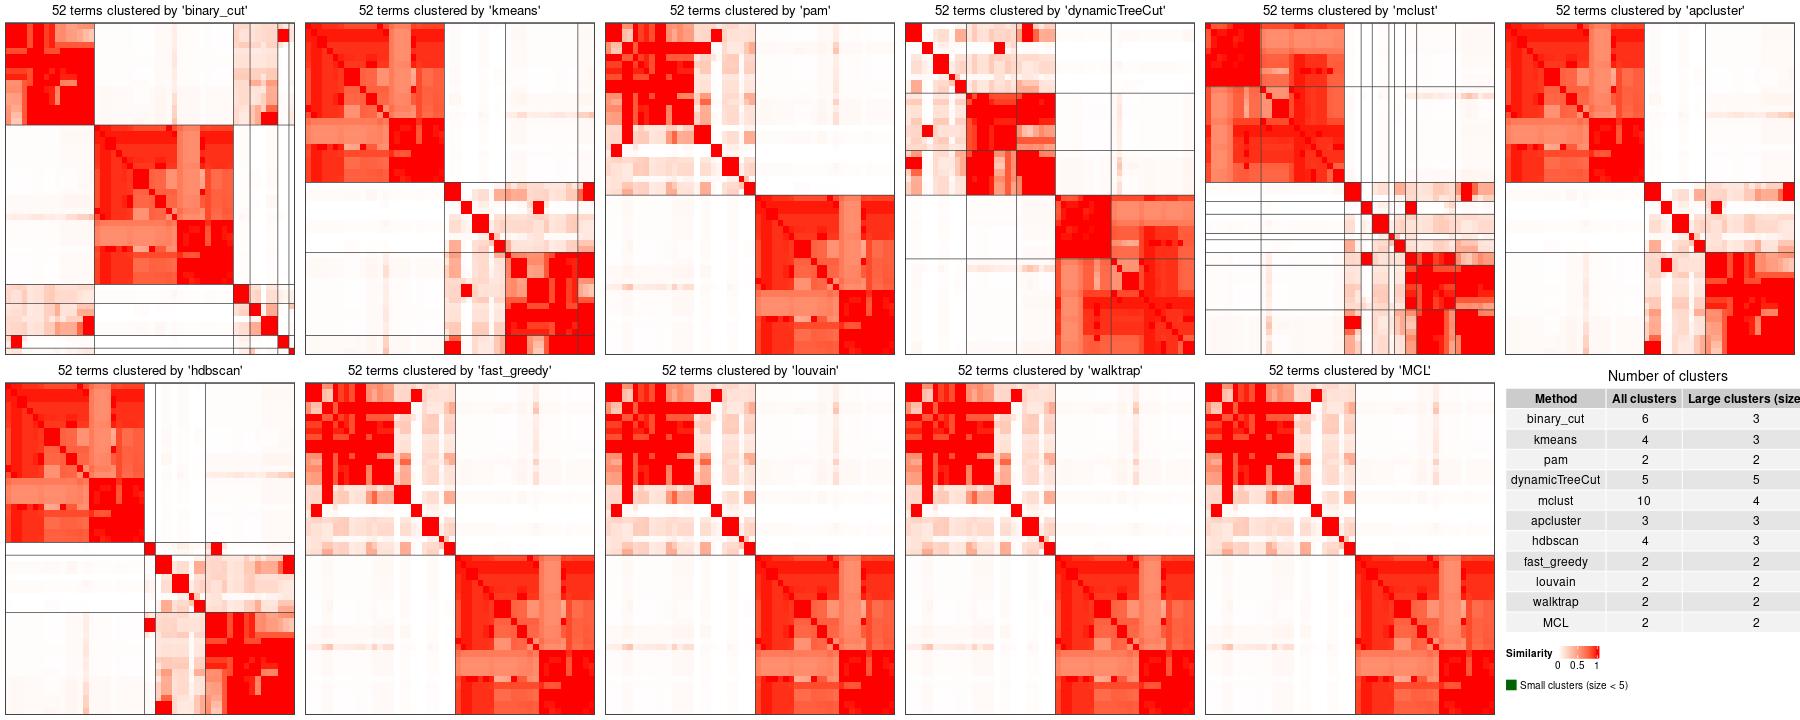 52 terms clustered by 'binary_cut'
52 terms clustered by 'kmeans'
52 terms clustered by 'pam'
52 terms clustered by 'dynamicTreeCut'
52 terms clustered by 'mclust'
52 terms clustered by 'apcluster'
52 terms clustered by 'hdbscan'
52 terms clustered by 'fast_greedy'
52 terms clustered by 'louvain'
52 terms clustered by 'walktrap'
52 terms clustered by 'MCL'
Number of clusters
Method All clusters Large clusters (size
binary_cut 6 3
kmeans 4 3
pam 2 2
dynamicTreeCut 5 5
mclust 10 4
apcluster 3 3
hdbscan 4 3
fast_greedy 2 2
louvain 2 2
walktrap 2 2
MCL 2 2
Similarity
0 0.5 1
Small clusters (size < 5)